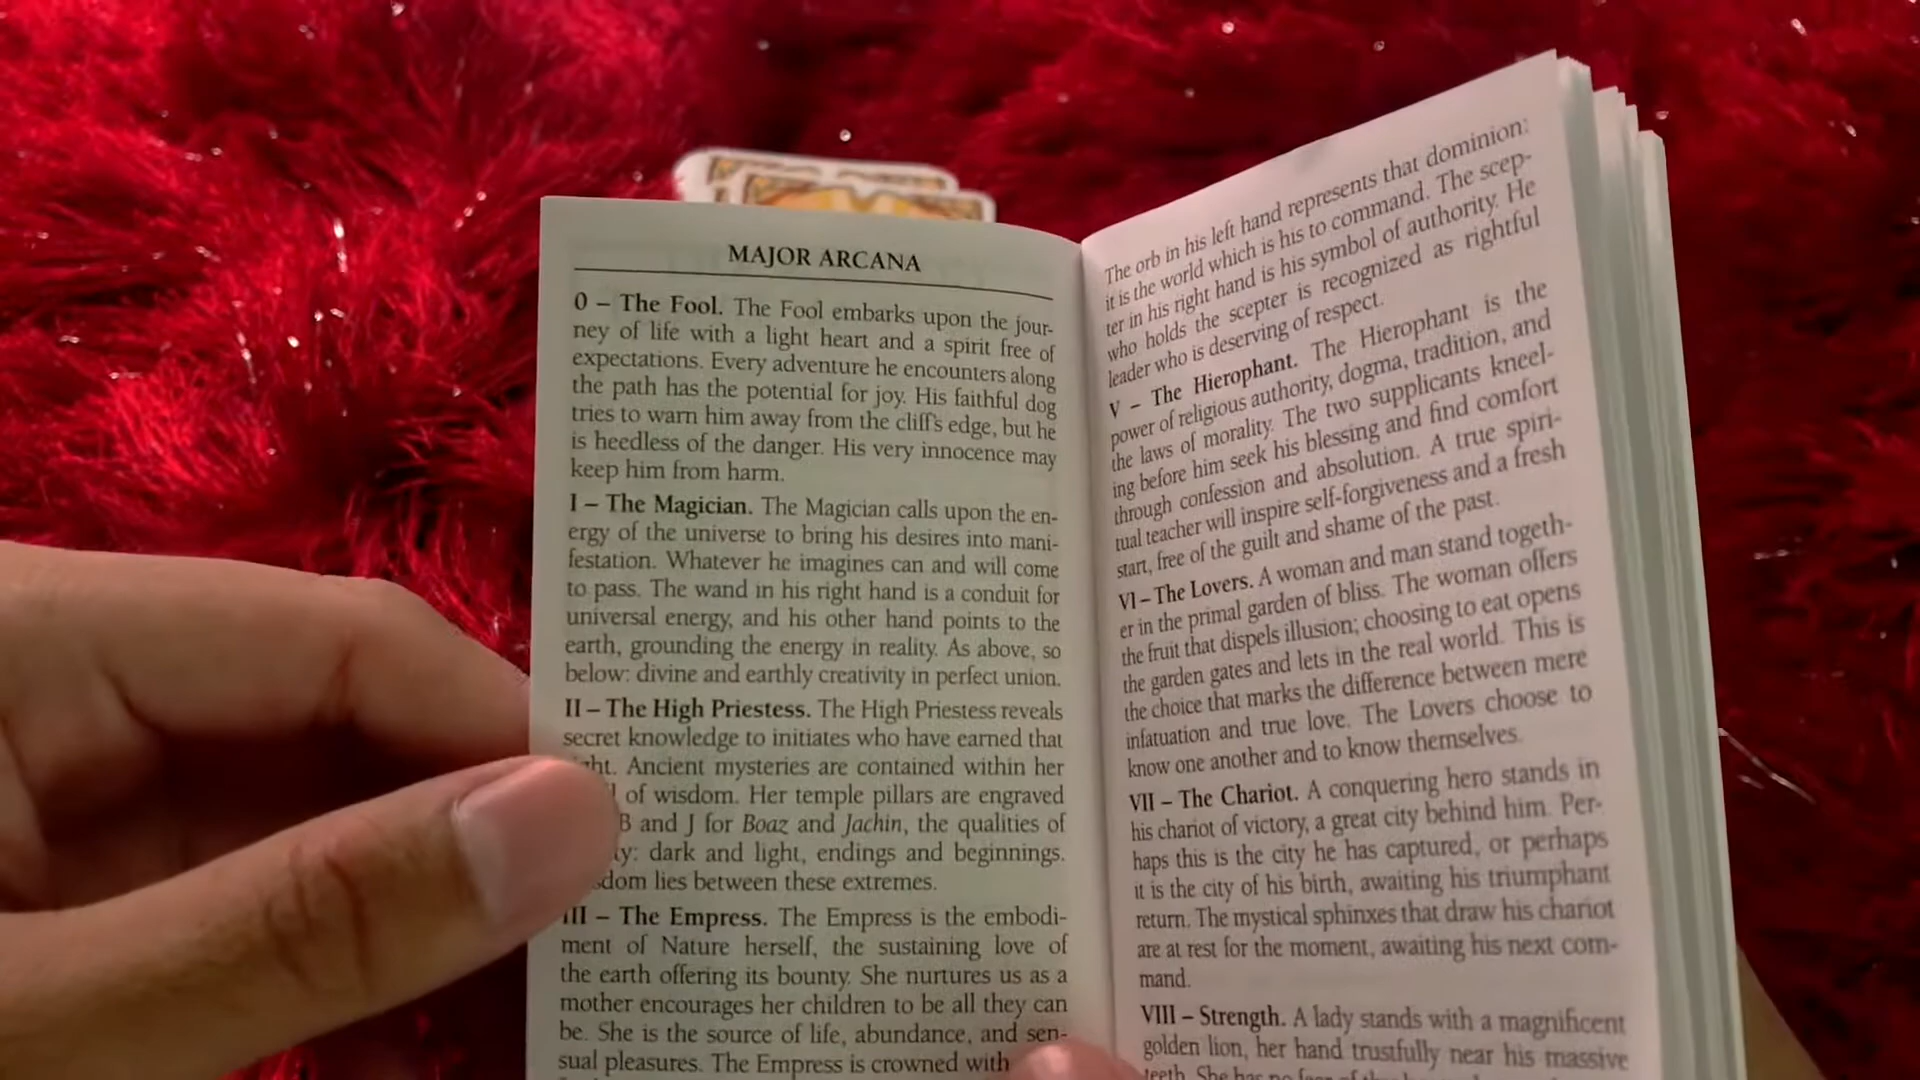 MAJOR ARCANA
0 – The Fool. The Fool embarks upon the jour-
ney of life with a light heart and a spirit free of
expectations. Every adventure he encounters along
the path has the potential for joy. His faithful dog
tries to warn him away from the cliff's edge, but he
is heedless of the danger. His very innocence may
keep him from harm.
I – The Magician. The Magician calls upon the en-
ergy of the universe to bring his desires into mani-
festation. Whatever he imagines can and will come
to pass. The wand in his right hand is a conduit for
universal energy, and his other hand points to the
earth, grounding the energy in reality. As above, so
below: divine and earthly creativity in perfect union.
II – The High Priestess. The High Priestess reveals
secret knowledge to initiates who have earned that
Ancient mysteries are contained within her
of wisdom. Her temple pillars are engraved
B and J for Boaz and Jachin, the qualities of
dark and light, endings and beginnings.
lies between these extremes.
III – The Empress. The Empress is the embodi-
ment of Nature herself, the sustaining love of
the earth offering its bounty. She nurtures us as a
mother encourages her children to be all they can
be. She is the source of life, abundance, and sen-
sual pleasures. The Empress is crowned with
The orb in his left hand represents that dominion:
it is the world which is his to command. The scep-
ter in his right hand is his symbol of authority. He
who holds the scepter is recognized as rightful
leader who is deserving of respect.
V – The Hierophant. The Hierophant is the
power of religious authority, dogma, tradition, and
the laws of morality. The two supplicants kneel-
ing before him seek his blessing and find comfort
through confession and absolution. A true spiri-
tual teacher will inspire self-forgiveness and a fresh
start, free of the guilt and shame of the past.
VI – The Lovers. A woman and man stand togeth-
er in the primal garden of bliss. The woman offers
the fruit that dispels illusion; choosing to eat opens
the garden gates and lets in the real world. This is
the choice that marks the difference between mere
infatuation and true love. The Lovers choose to
know one another and to know themselves.
VII – The Chariot. A conquering hero stands in
his chariot of victory, a great city behind him. Per-
haps this is the city he has captured, or perhaps
it is the city of his birth, awaiting his triumphant
return. The mystical sphinxes that draw his chariot
are at rest for the moment, awaiting his next com-
mand.
VIII – Strength. A lady stands with a magnificent
golden lion, her hand trustfully near his massive
teeth. She has no fear of